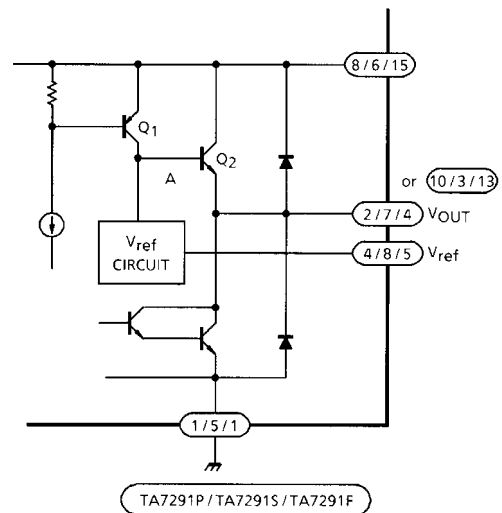 8 / 6 / 15
Q1
Q2
A
or 10 / 3 / 13
2 / 7 / 4 VOUT
Vref
CIRCUIT
4 / 8 / 5 Vref
1 / 5 / 1
TA7291P / TA7291S / TA7291F